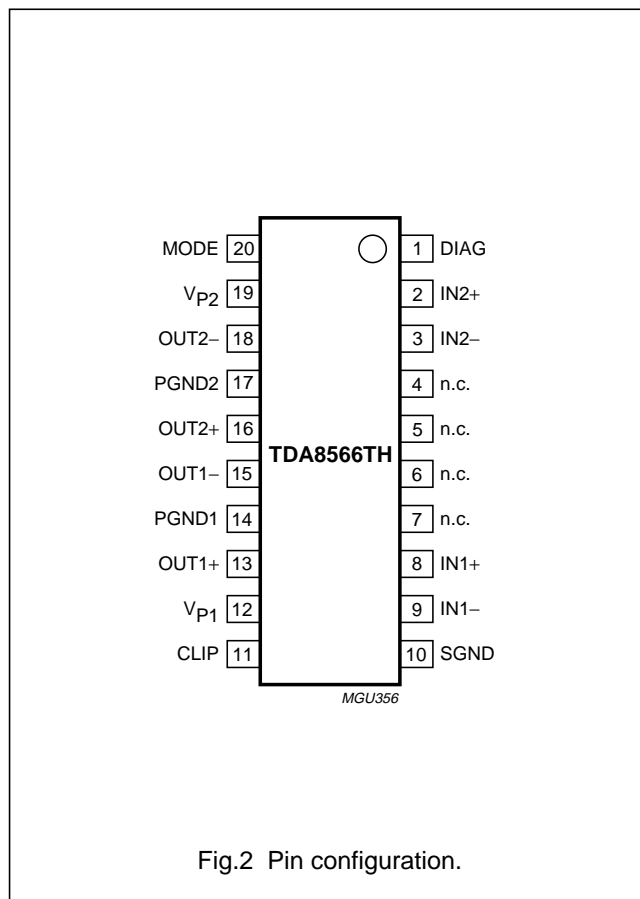 MODE 20 1 DIAG
VP2 19 2 IN2+
OUT2− 18 3 IN2−
PGND2 17 4 n.c.
OUT2+ 16 5 n.c.
TDA8566TH
OUT1− 15 6 n.c.
PGND1 14 7 n.c.
OUT1+ 13 8 IN1+
VP1 12 9 IN1−
CLIP 11 10 SGND
MGU356
Fig.2 Pin configuration.